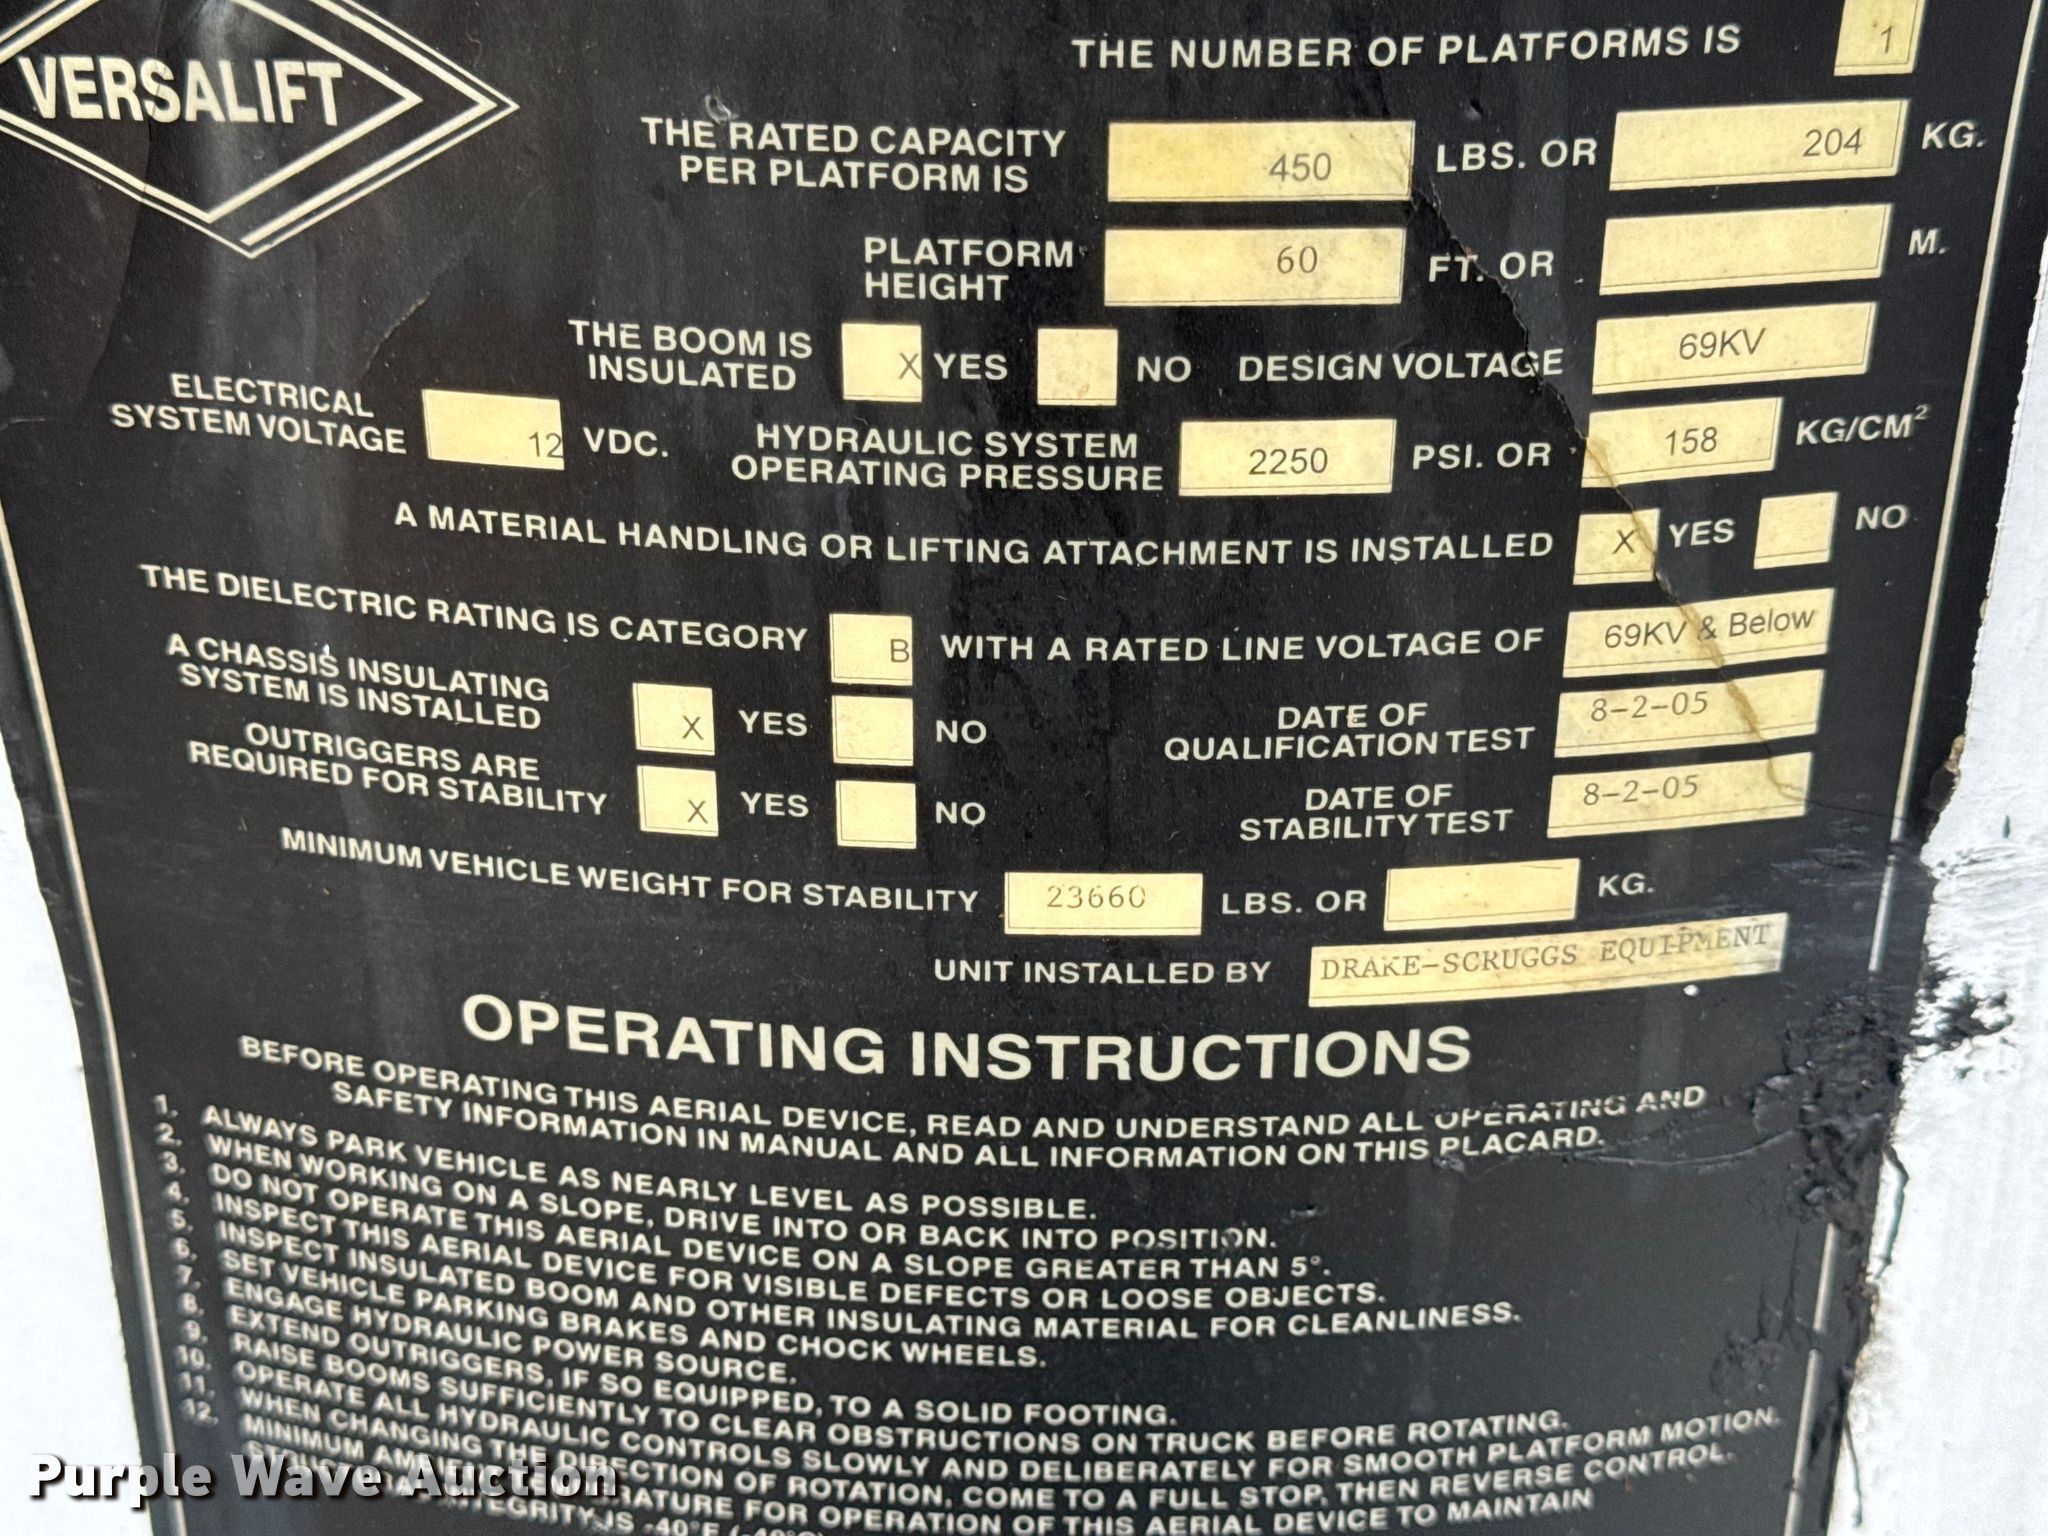 VERSALIFT
THE NUMBER OF PLATFORMS IS 1
THE RATED CAPACITY
PER PLATFORM IS 450 LBS. OR 204 KG.
PLATFORM
HEIGHT 60 FT. OR M.
THE BOOM IS
INSULATED X YES NO DESIGN VOLTAGE 69KV
ELECTRICAL
SYSTEM VOLTAGE 12 VDC. HYDRAULIC SYSTEM
OPERATING PRESSURE 2250 PSI. OR 158 KG/CM²
A MATERIAL HANDLING OR LIFTING ATTACHMENT IS INSTALLED X YES NO
THE DIELECTRIC RATING IS CATEGORY B WITH A RATED LINE VOLTAGE OF 69KV & Below
A CHASSIS INSULATING
SYSTEM IS INSTALLED X YES NO
DATE OF
QUALIFICATION TEST 8-2-05
OUTRIGGERS ARE
REQUIRED FOR STABILITY X YES NO
DATE OF
STABILITY TEST 8-2-05
MINIMUM VEHICLE WEIGHT FOR STABILITY 23660 LBS. OR KG.
UNIT INSTALLED BY DRAKE-SCRUGGS EQUIPMENT
OPERATING INSTRUCTIONS
BEFORE OPERATING THIS AERIAL DEVICE, READ AND UNDERSTAND ALL OPERATING AND
SAFETY INFORMATION IN MANUAL AND ALL INFORMATION ON THIS PLACARD.
1. ALWAYS PARK VEHICLE AS NEARLY LEVEL AS POSSIBLE.
2. WHEN WORKING ON A SLOPE, DRIVE INTO OR BACK INTO POSITION.
3. DO NOT OPERATE THIS AERIAL DEVICE ON A SLOPE GREATER THAN 5°.
4. INSPECT THIS AERIAL DEVICE FOR VISIBLE DEFECTS OR LOOSE OBJECTS.
5. INSPECT INSULATED BOOM AND OTHER INSULATING MATERIAL FOR CLEANLINESS.
6. SET VEHICLE PARKING BRAKES AND CHOCK WHEELS.
7. ENGAGE HYDRAULIC POWER SOURCE.
8. EXTEND OUTRIGGERS, IF SO EQUIPPED, TO A SOLID FOOTING.
9. RAISE BOOMS SUFFICIENTLY TO CLEAR OBSTRUCTIONS ON TRUCK BEFORE ROTATING.
10. OPERATE ALL HYDRAULIC CONTROLS SLOWLY AND DELIBERATELY FOR SMOOTH PLATFORM MOTION.
11. WHEN CHANGING THE DIRECTION OF ROTATION, COME TO A FULL STOP, THEN REVERSE CONTROL.
12. MINIMUM FOR OPERATION OF THIS AERIAL DEVICE TO MAINTAIN
IS -40°F
Purple Wave Auction